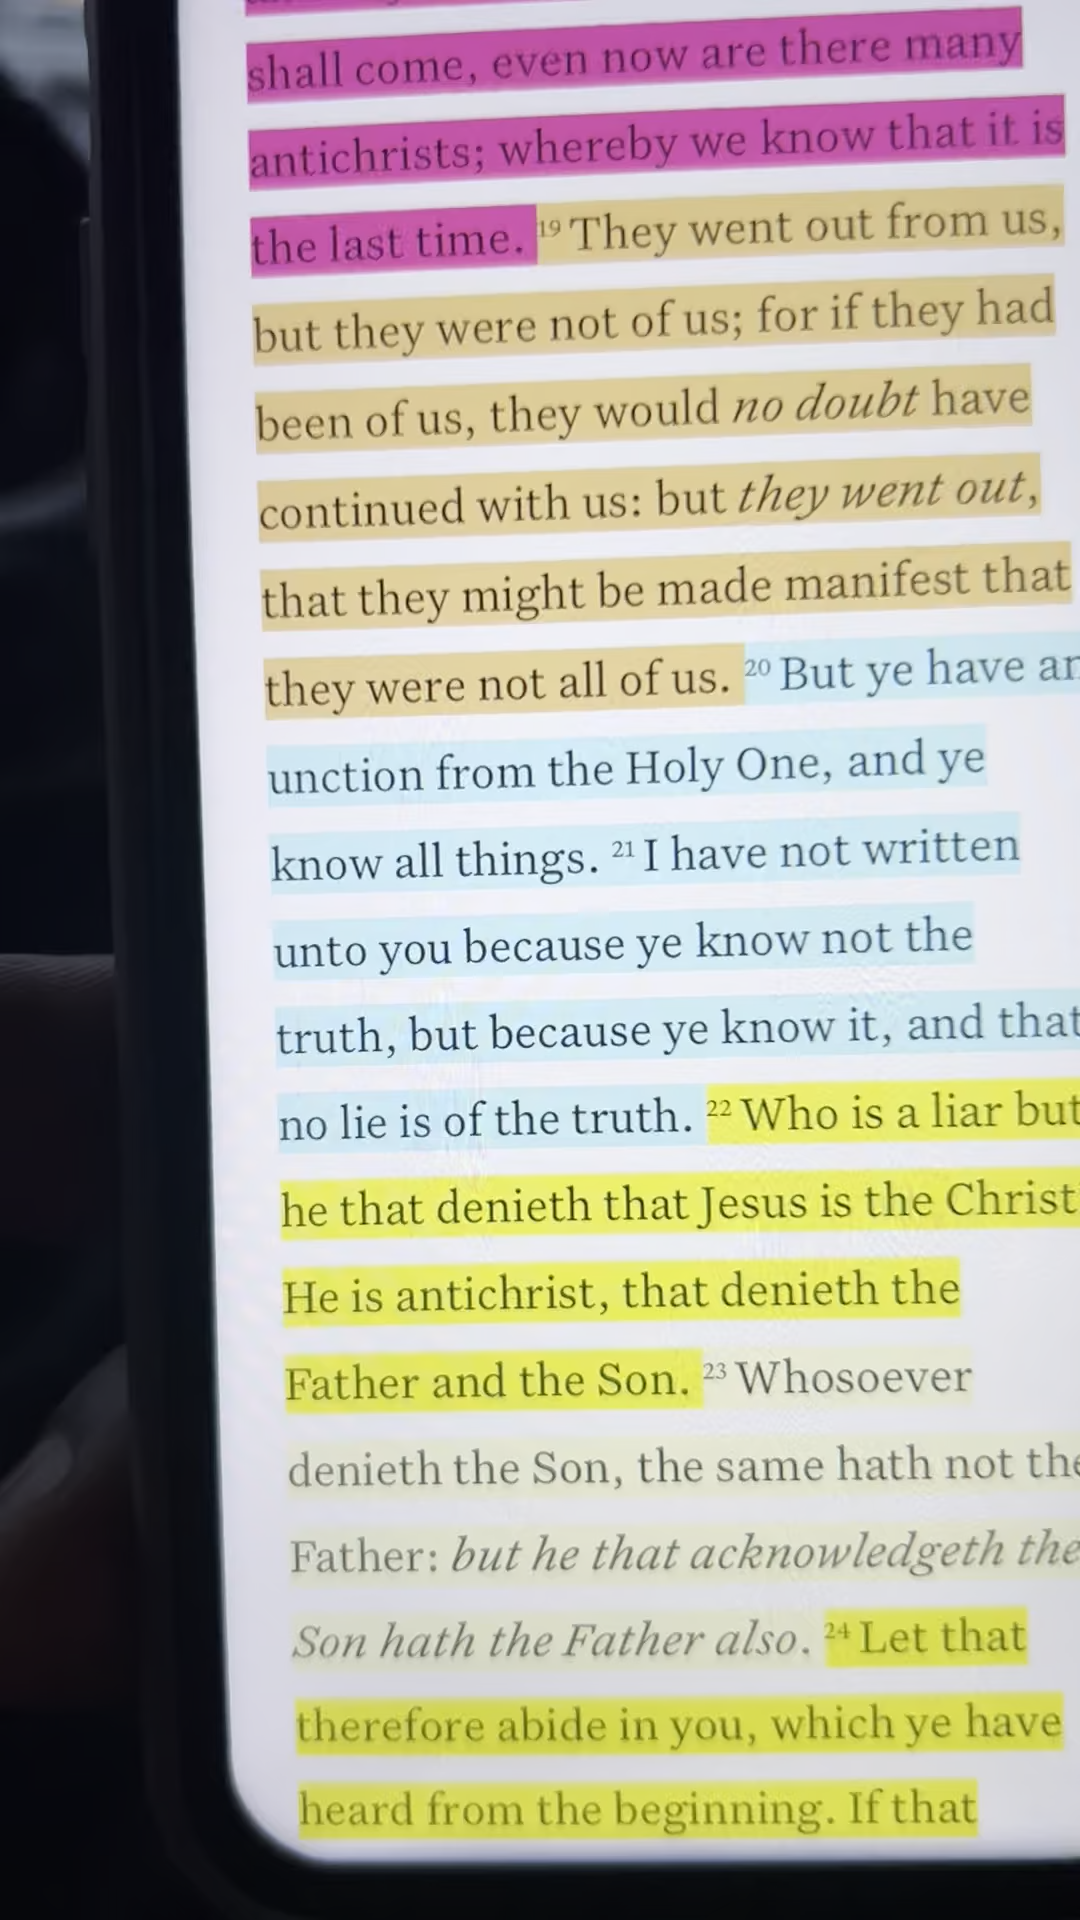 shall come, even now are there many
antichrists; whereby we know that it is
the last time. 19 They went out from us,
but they were not of us; for if they had
been of us, they would no doubt have
continued with us: but they went out,
that they might be made manifest that
they were not all of us. 20 But ye have an
unction from the Holy One, and ye
know all things. 21 I have not written
unto you because ye know not the
truth, but because ye know it, and that
no lie is of the truth. 22 Who is a liar but
he that denieth that Jesus is the Christ
He is antichrist, that denieth the
Father and the Son. 23 Whosoever
denieth the Son, the same hath not the
Father: but he that acknowledgeth the
Son hath the Father also. 24 Let that
therefore abide in you, which ye have
heard from the beginning. If that